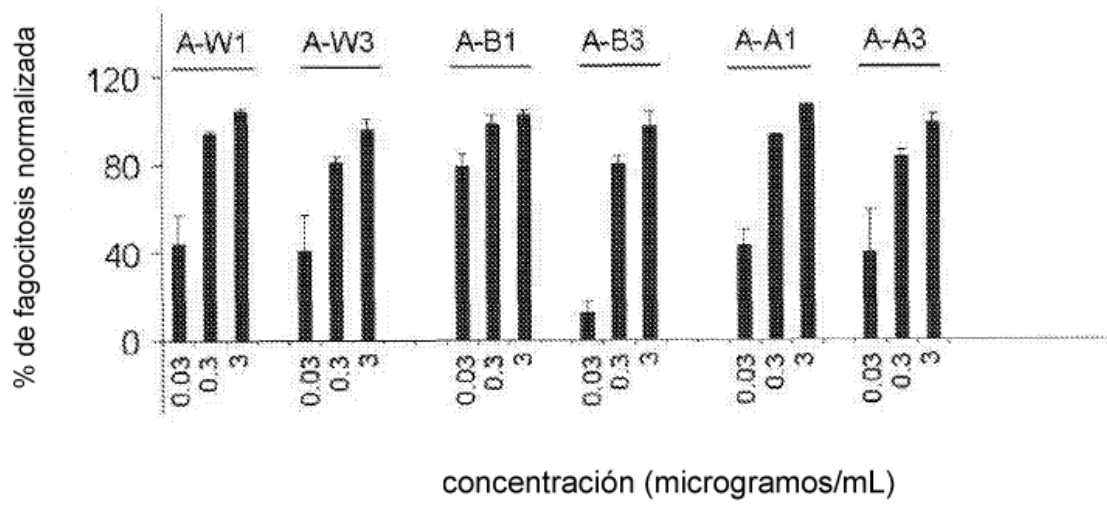 A-W1 A-W3 A-B1 A-B3 A-A1 A-A3
120
80
40
0
% de fagocitosis normalizada
0.03 0.3 3 0.03 0.3 3 0.03 0.3 3 0.03 0.3 3 0.03 0.3 3 0.03 0.3 3
concentración (microgramos/mL)